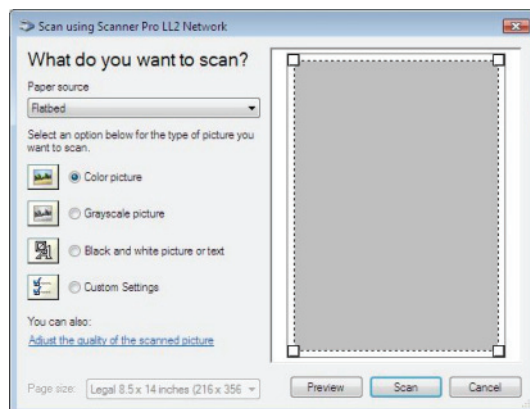 Scan using Scanner Pro LL2 Network
What do you want to scan?
Paper source
Flatbed
Select an option below for the type of picture you
want to scan.
Color picture
Grayscale picture
Black and white picture or text
Custom Settings
You can also:
Adjust the quality of the scanned picture
Page size: Legal 8.5 x 14 inches (216 x 356
Preview Scan Cancel